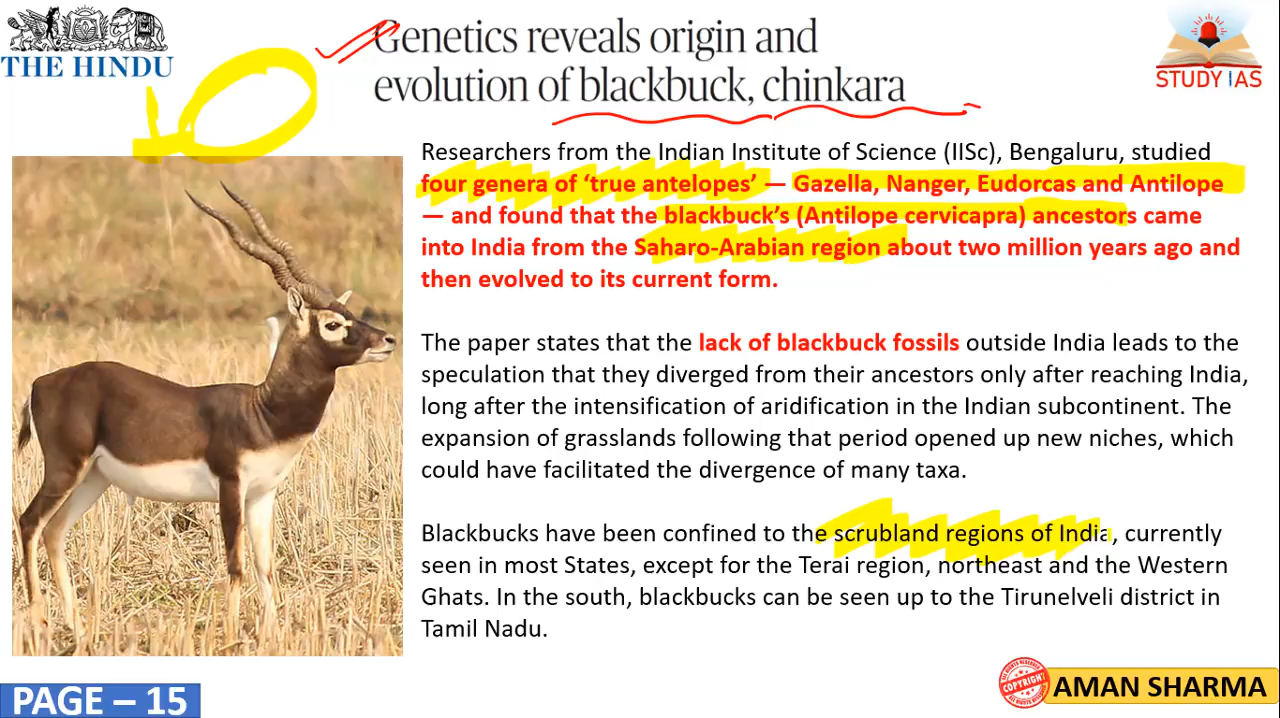 THE HINDU
Genetics reveals origin and
evolution of blackbuck, chinkara
STUDY IAS
Researchers from the Indian Institute of Science (IISc), Bengaluru, studied
four genera of ‘true antelopes’ — Gazella, Nanger, Eudorcas and Antilope
— and found that the blackbuck’s (Antilope cervicapra) ancestors came
into India from the Saharo-Arabian region about two million years ago and
then evolved to its current form.
The paper states that the lack of blackbuck fossils outside India leads to the
speculation that they diverged from their ancestors only after reaching India,
long after the intensification of aridification in the Indian subcontinent. The
expansion of grasslands following that period opened up new niches, which
could have facilitated the divergence of many taxa.
Blackbucks have been confined to the scrubland regions of India, currently
seen in most States, except for the Terai region, northeast and the Western
Ghats. In the south, blackbucks can be seen up to the Tirunelveli district in
Tamil Nadu.
PAGE – 15
COPYRIGHT
AMAN SHARMA